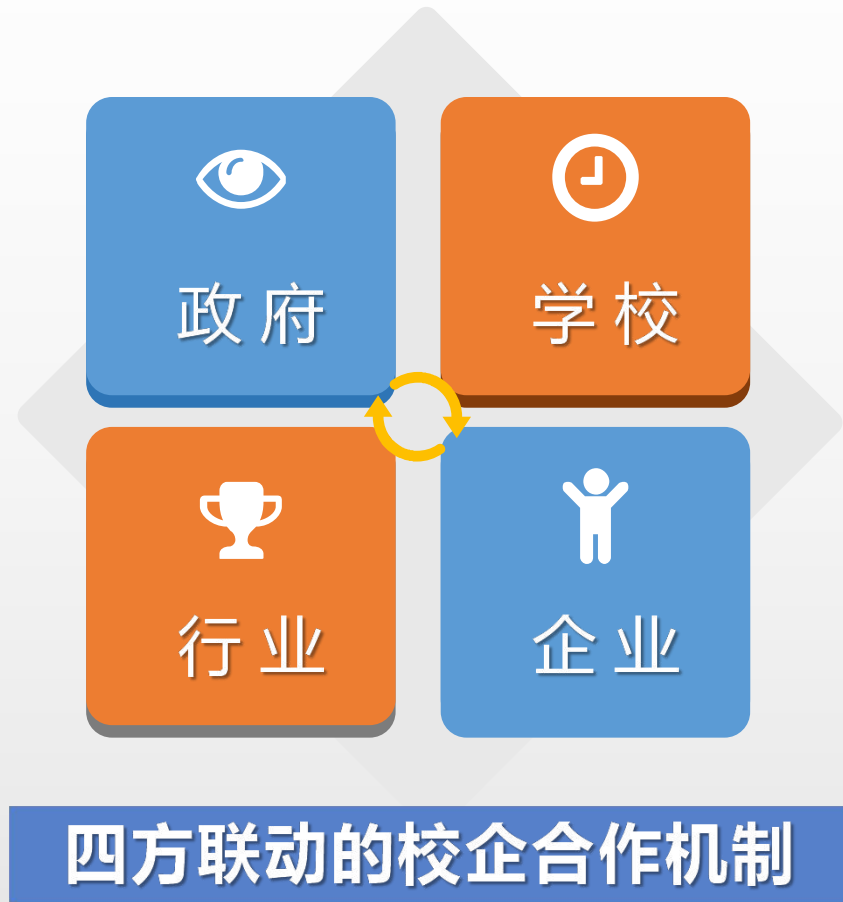 政府
学校
行业
企业
四方联动的校企合作机制